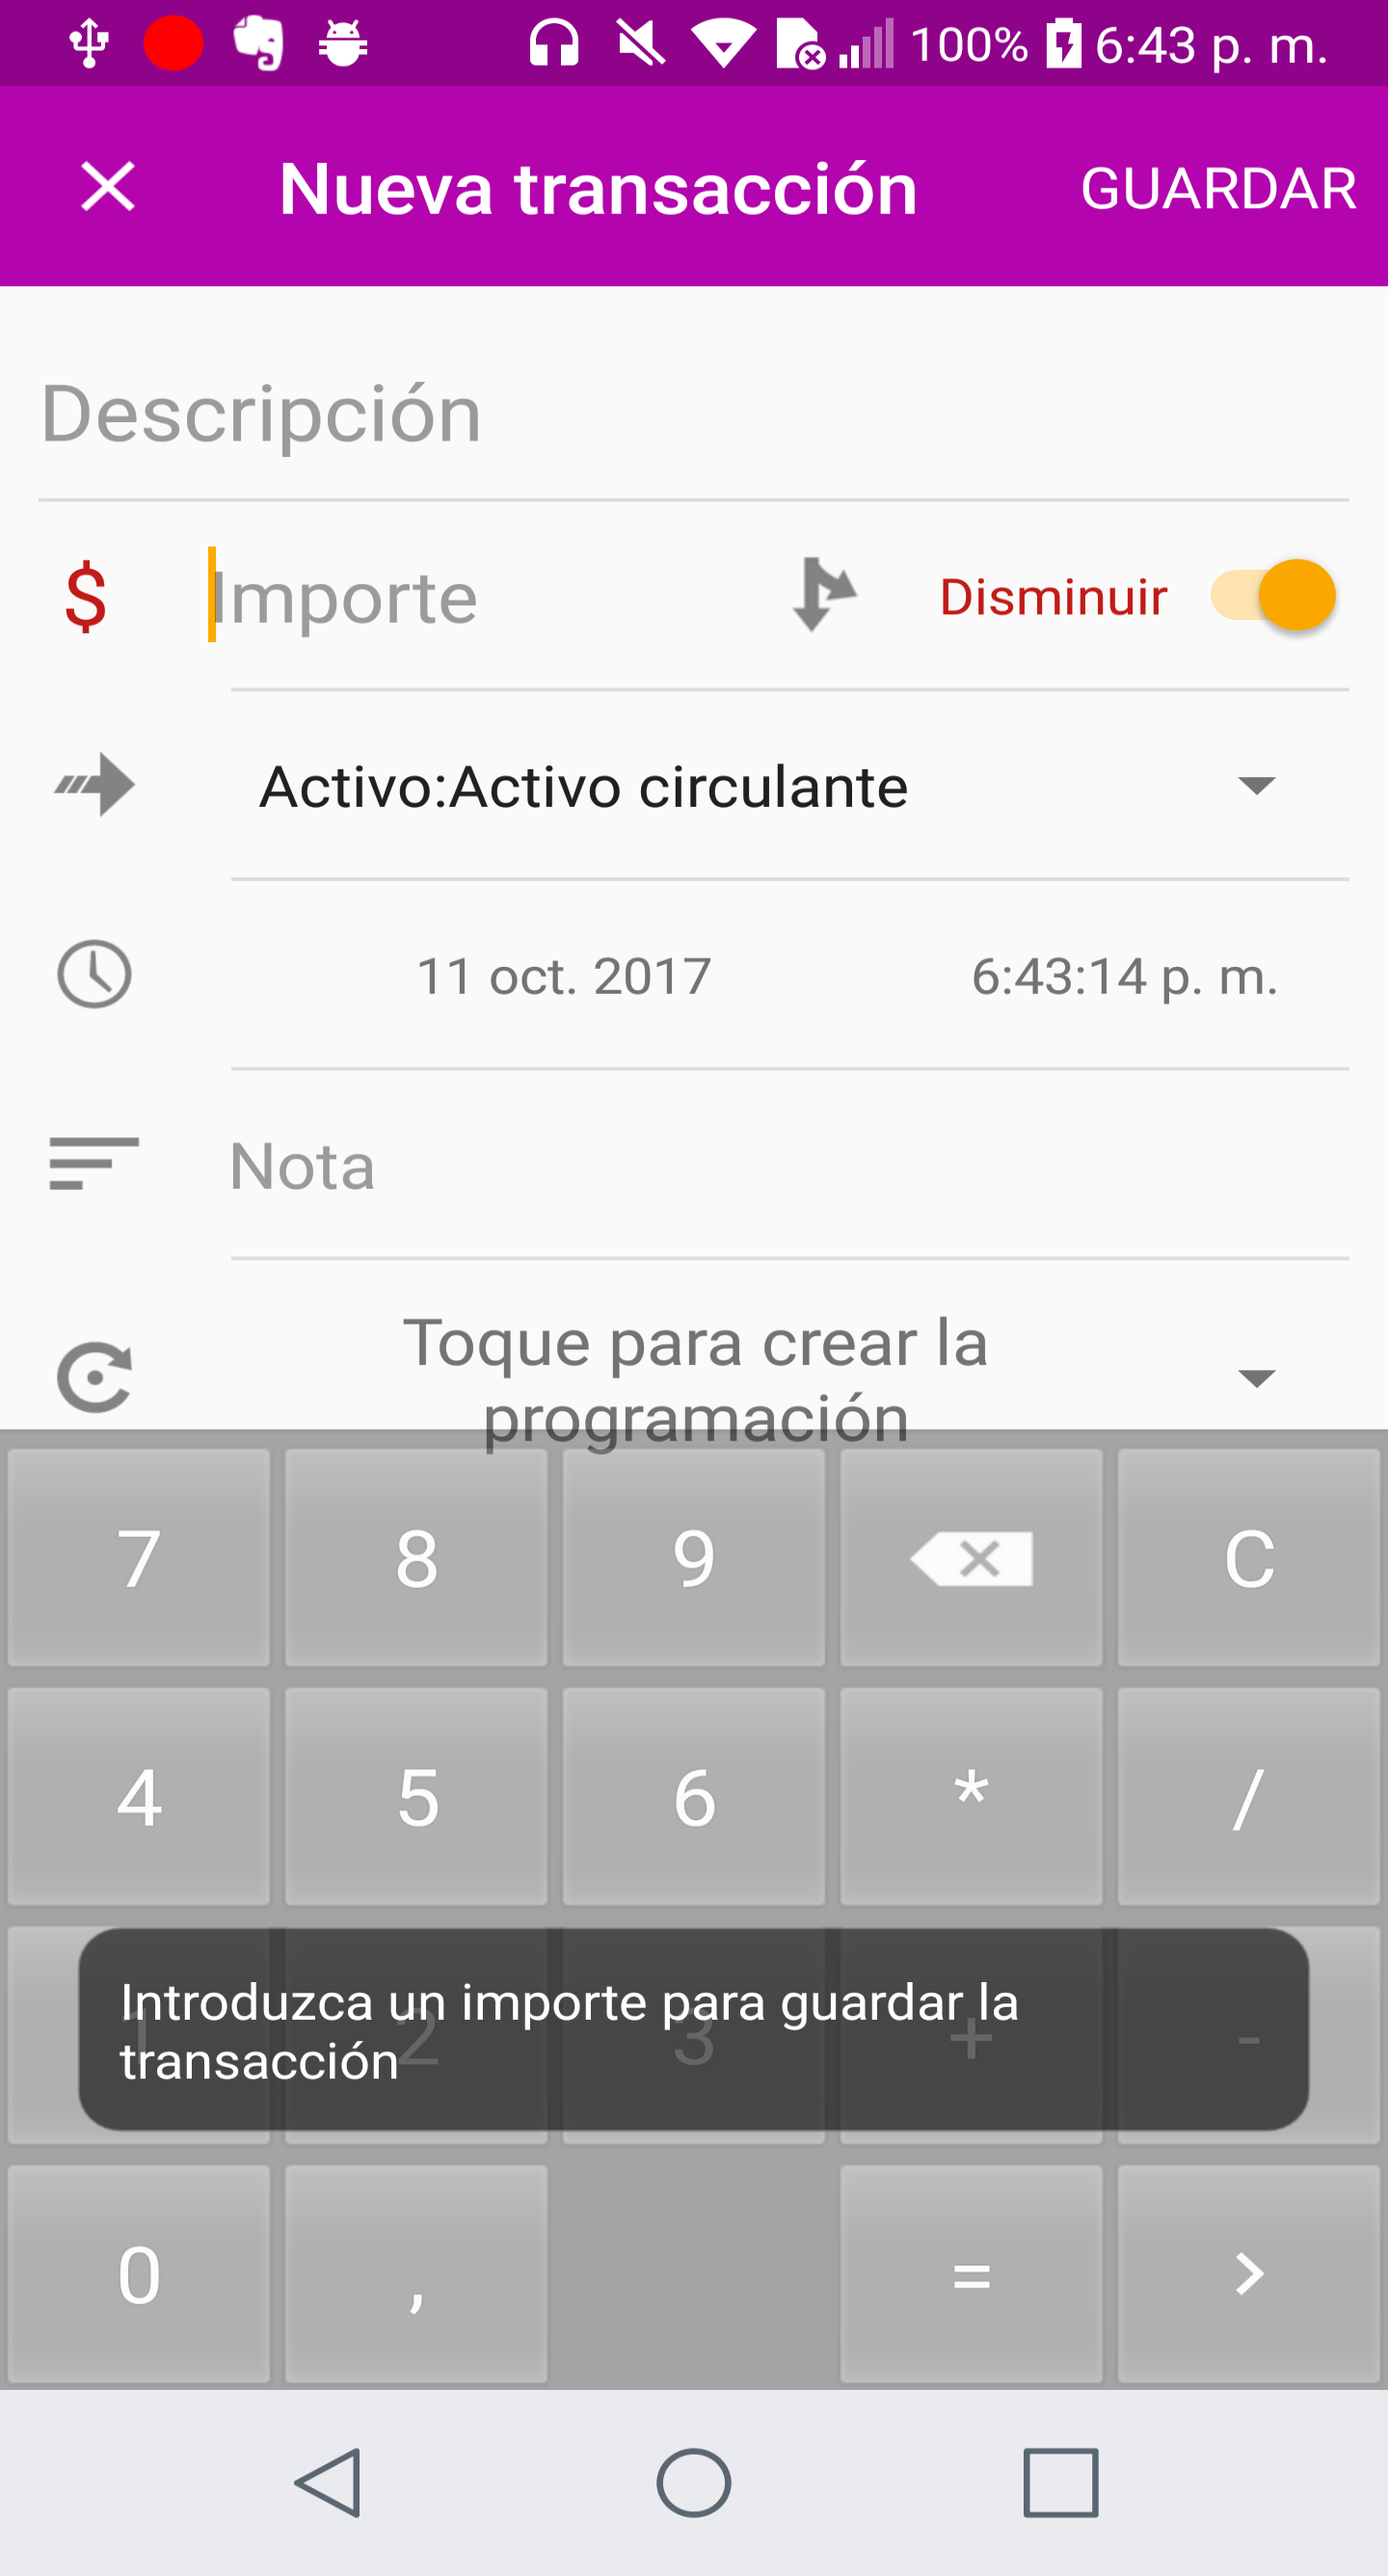 100% 6:43 p. m.
Nueva transacción GUARDAR
Descripción
$ Importe Disminuir
Activo:Activo circulante
11 oct. 2017 6:43:14 p. m.
Nota
Toque para crear la
programación
7 8 9 C
4 5 6 * /
1 2 3 + -
Introduzca un importe para guardar la
transacción
0 , = >